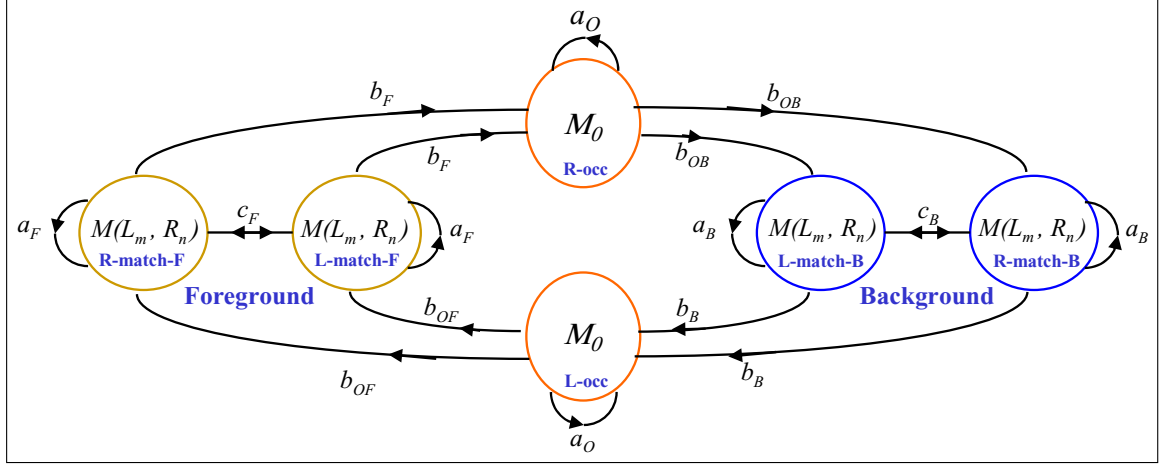 a_O
b_F
b_OB
M_0
R-occ
b_F
b_OB
a_F
M(L_m, R_n)
R-match-F
c_F
M(L_m, R_n)
L-match-F
a_F
a_B
M(L_m, R_n)
L-match-B
c_B
M(L_m, R_n)
R-match-B
a_B
Foreground
Background
b_OF
b_B
M_0
L-occ
b_OF
b_B
a_O